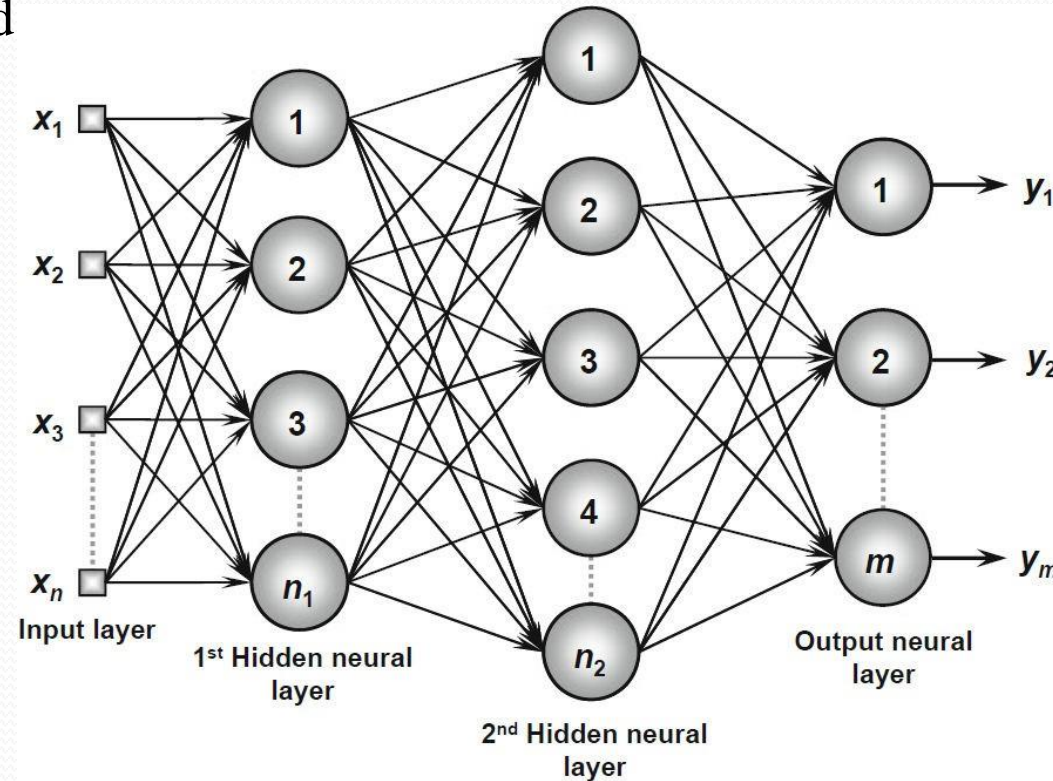 d
x₁
x₂
x₃
xₙ
Input layer
1
2
3
n₁
1ˢᵗ Hidden neural
layer
1
2
3
4
n₂
2ⁿᵈ Hidden neural
layer
1
2
m
Output neural
layer
y₁
y₂
yₘ